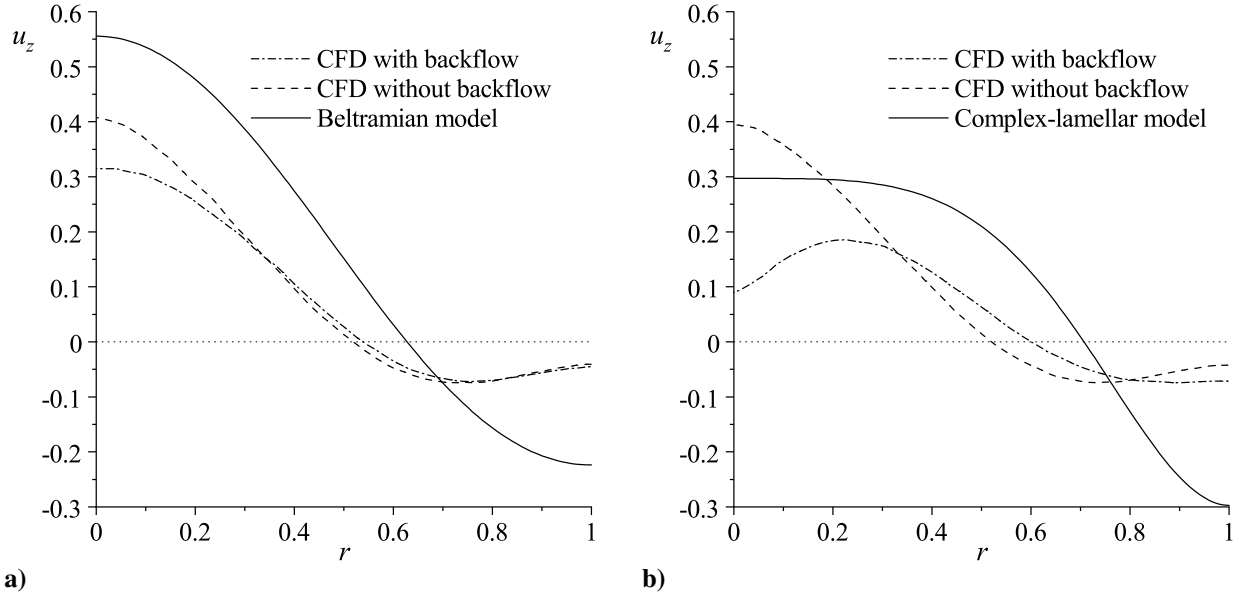 0.6
u_z
CFD with backflow
0.5
CFD without backflow
Beltramian model
0.4
0.3
0.2
0.1
0
-0.1
-0.2
-0.3
0 0.2 0.4 0.6 0.8 1
r
a)
0.6
u_z
CFD with backflow
0.5
CFD without backflow
Complex-lamellar model
0.4
0.3
0.2
0.1
0
-0.1
-0.2
-0.3
0 0.2 0.4 0.6 0.8 1
r
b)